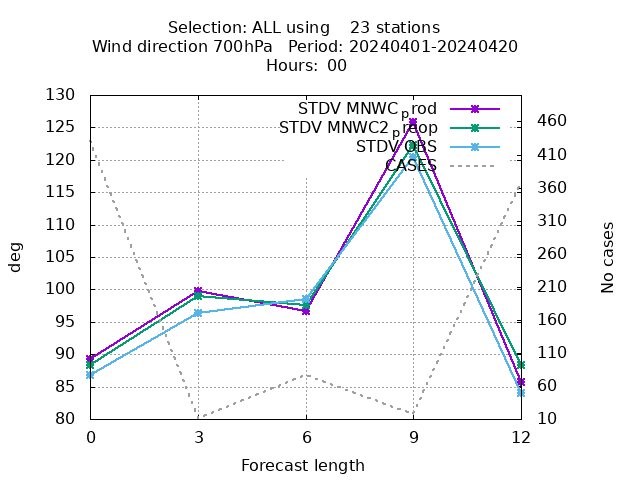 Selection: ALL using    23 stations
Wind direction 700hPa   Period: 20240401-20240420
Hours: 00
STDV MNWC_prod
STDV MNWC2_preop
STDV OBS
CASES
130
125
120
115
110
105
100
95
90
85
80
460
410
360
310
260
210
160
110
60
10
deg
No cases
0 3 6 9 12
Forecast length